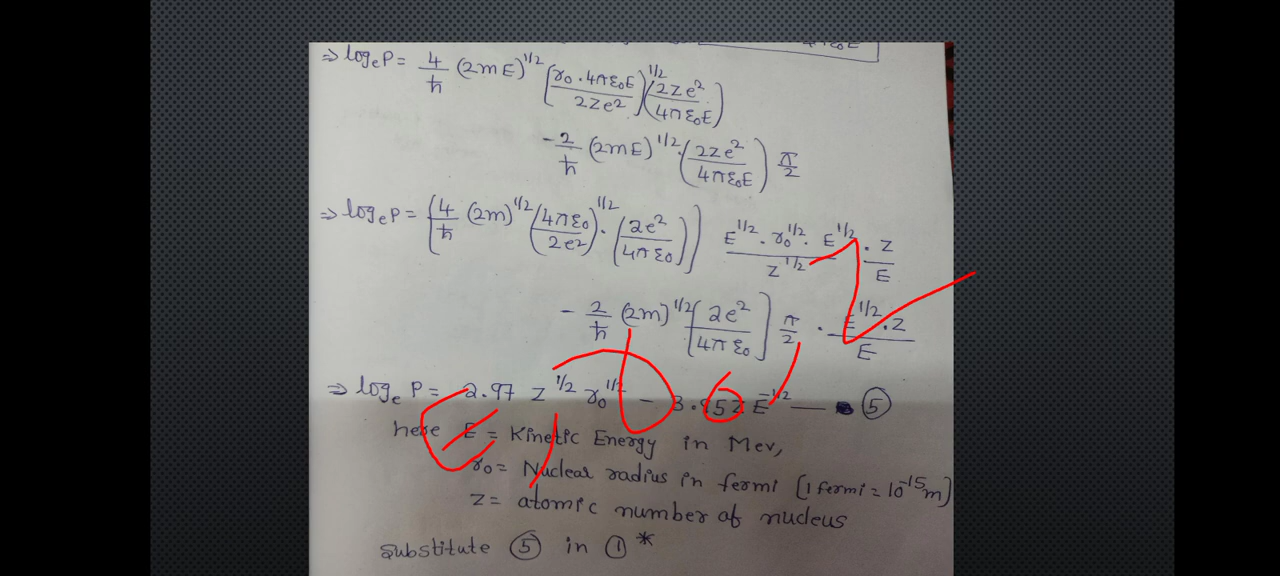 ⇒ logₑP = 4/ħ (2mE)^1/2 [r₀ · 4πε₀E / 2Ze²]^1/2 (2Ze² / 4πε₀E)
- 2/ħ (2mE)^1/2 · (2Ze² / 4πε₀E) π/2
⇒ logₑP = [4/ħ (2m)^1/2 (4πε₀ / 2e²)^1/2 · (2e² / 4πε₀)] E^1/2 · r₀^1/2 · E^1/2 / Z^1/2 · Z/E
- 2/ħ (2m)^1/2 (2e² / 4πε₀) π/2 · E^1/2 · Z / E
⇒ logₑ P = 2.97 Z^1/2 r₀^1/2 - 3.95Z E^-1/2 — ⑤
here E = Kinetic Energy in Mev,
r₀ = Nuclear radius in fermi [1 fermi = 10^-15 m]
Z = atomic number of nucleus
substitute ⑤ in ① *